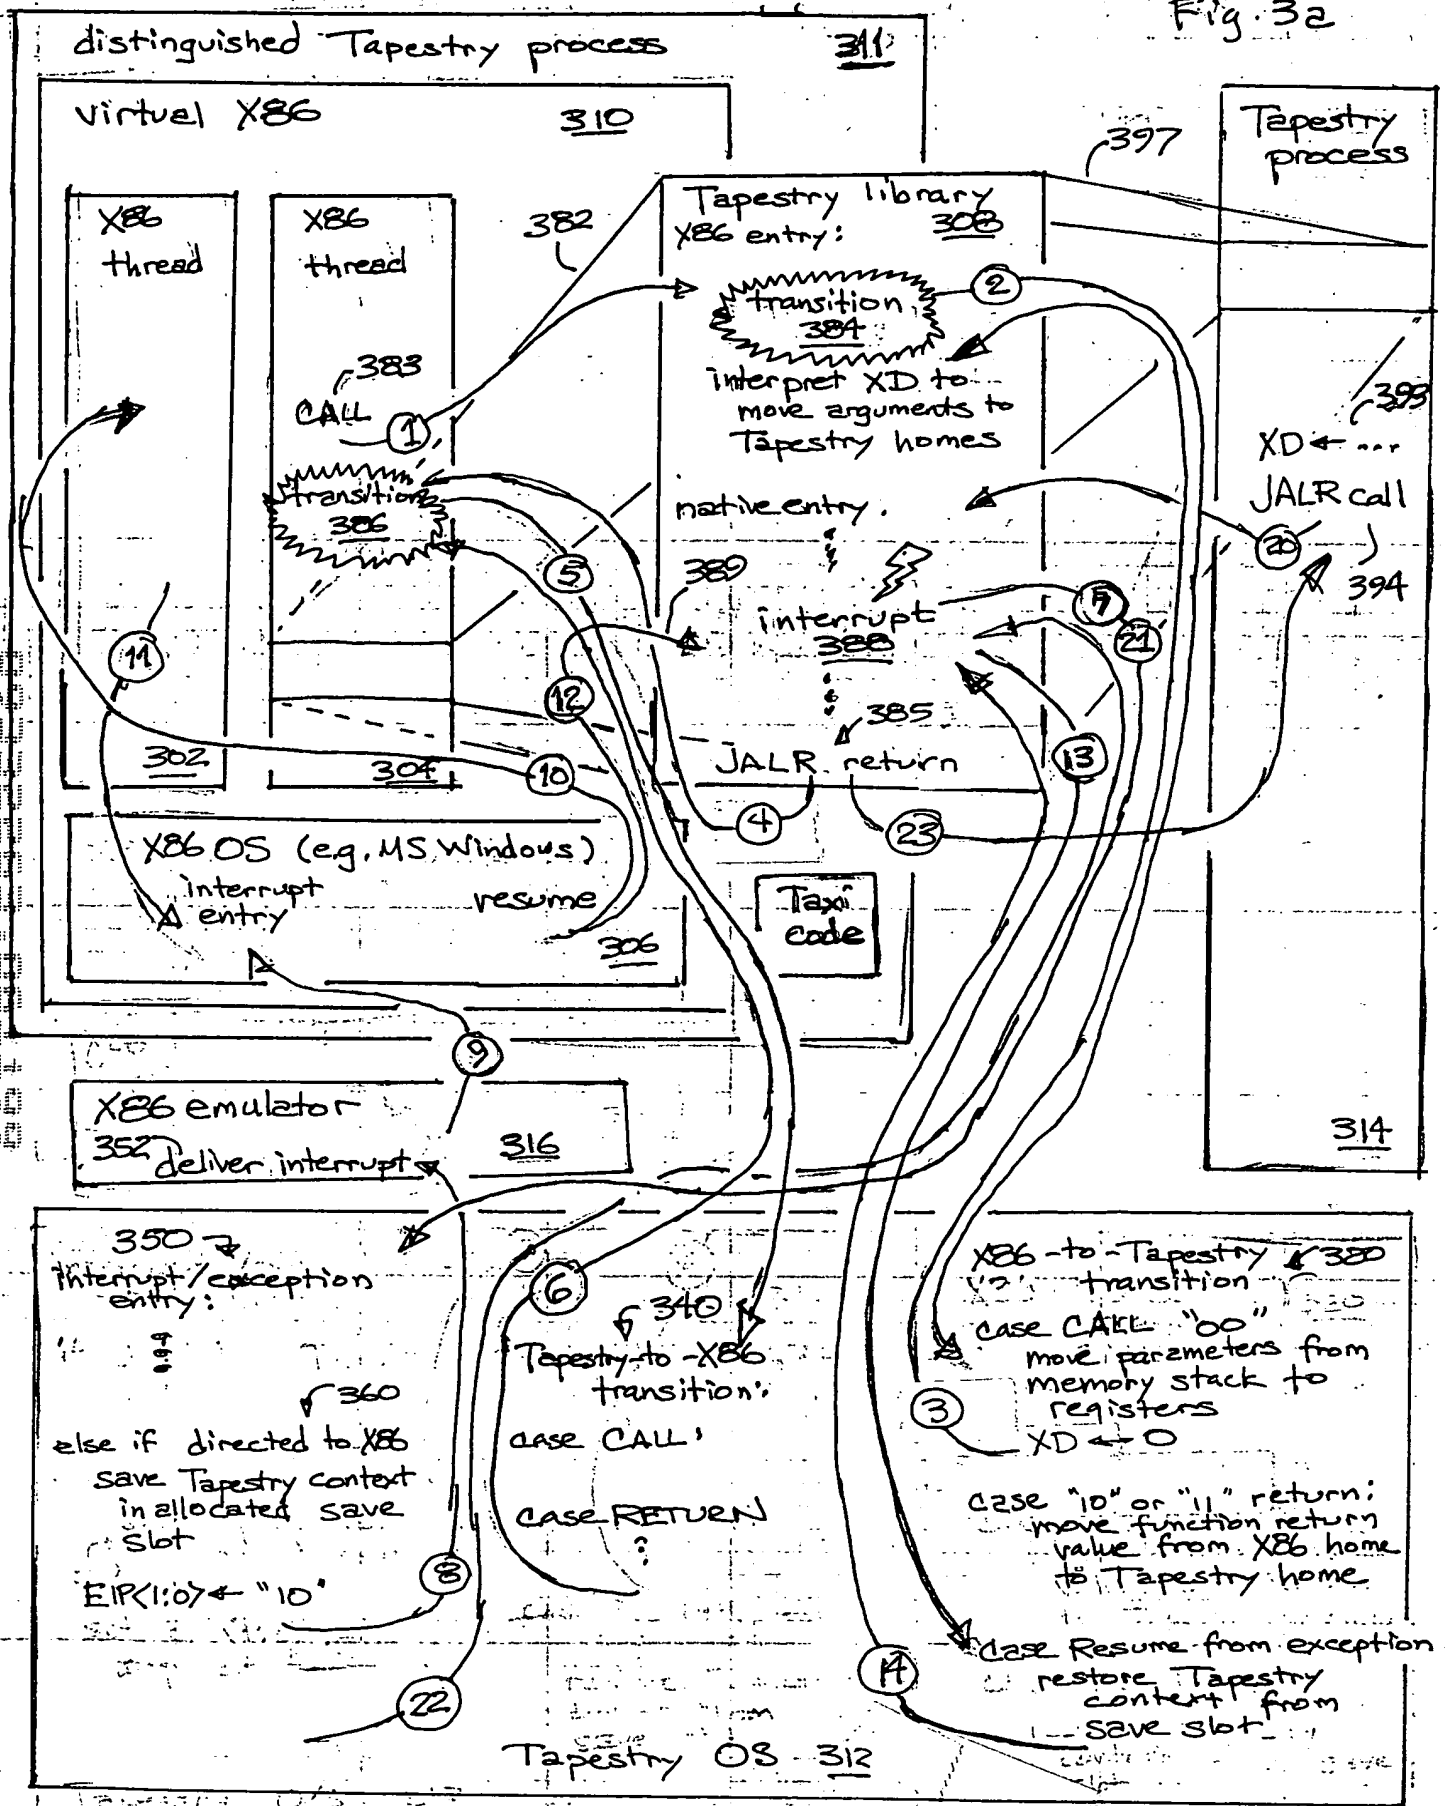 Fig. 3a
distinguished Tapestry process 311
virtual X86 310
X86
thread
11
302
X86
thread
383
CALL 1
transition
386
304
382
5
12
10
4
Tapestry library
X86 entry: 308
transition
384
2
interpret XD to
move arguments to
Tapestry homes
native entry.
389
interrupt
388
385
JALR return
7
21
13
23
397
Tapestry
process
393
XD ← ...
JALR call
20
394
314
X86 OS (e.g. MS Windows)
interrupt
entry
resume
306
Taxi
code
9
X86 emulator
352 deliver interrupt
316
350
interrupt/exception
entry:
360
else if directed to X86
save Tapestry context
in allocated save
slot
EIP<1:0> ← "10"
8
22
6
340
Tapestry-to-X86
transition:
case CALL:
case RETURN
X86-to-Tapestry 380
transition
case CALL "00"
move parameters from
memory stack to
registers
3
XD ← 0
case "10" or "11" return:
move function return
value from X86 home
to Tapestry home
case Resume from exception
restore Tapestry
context from
save slot
14
Tapestry OS 312